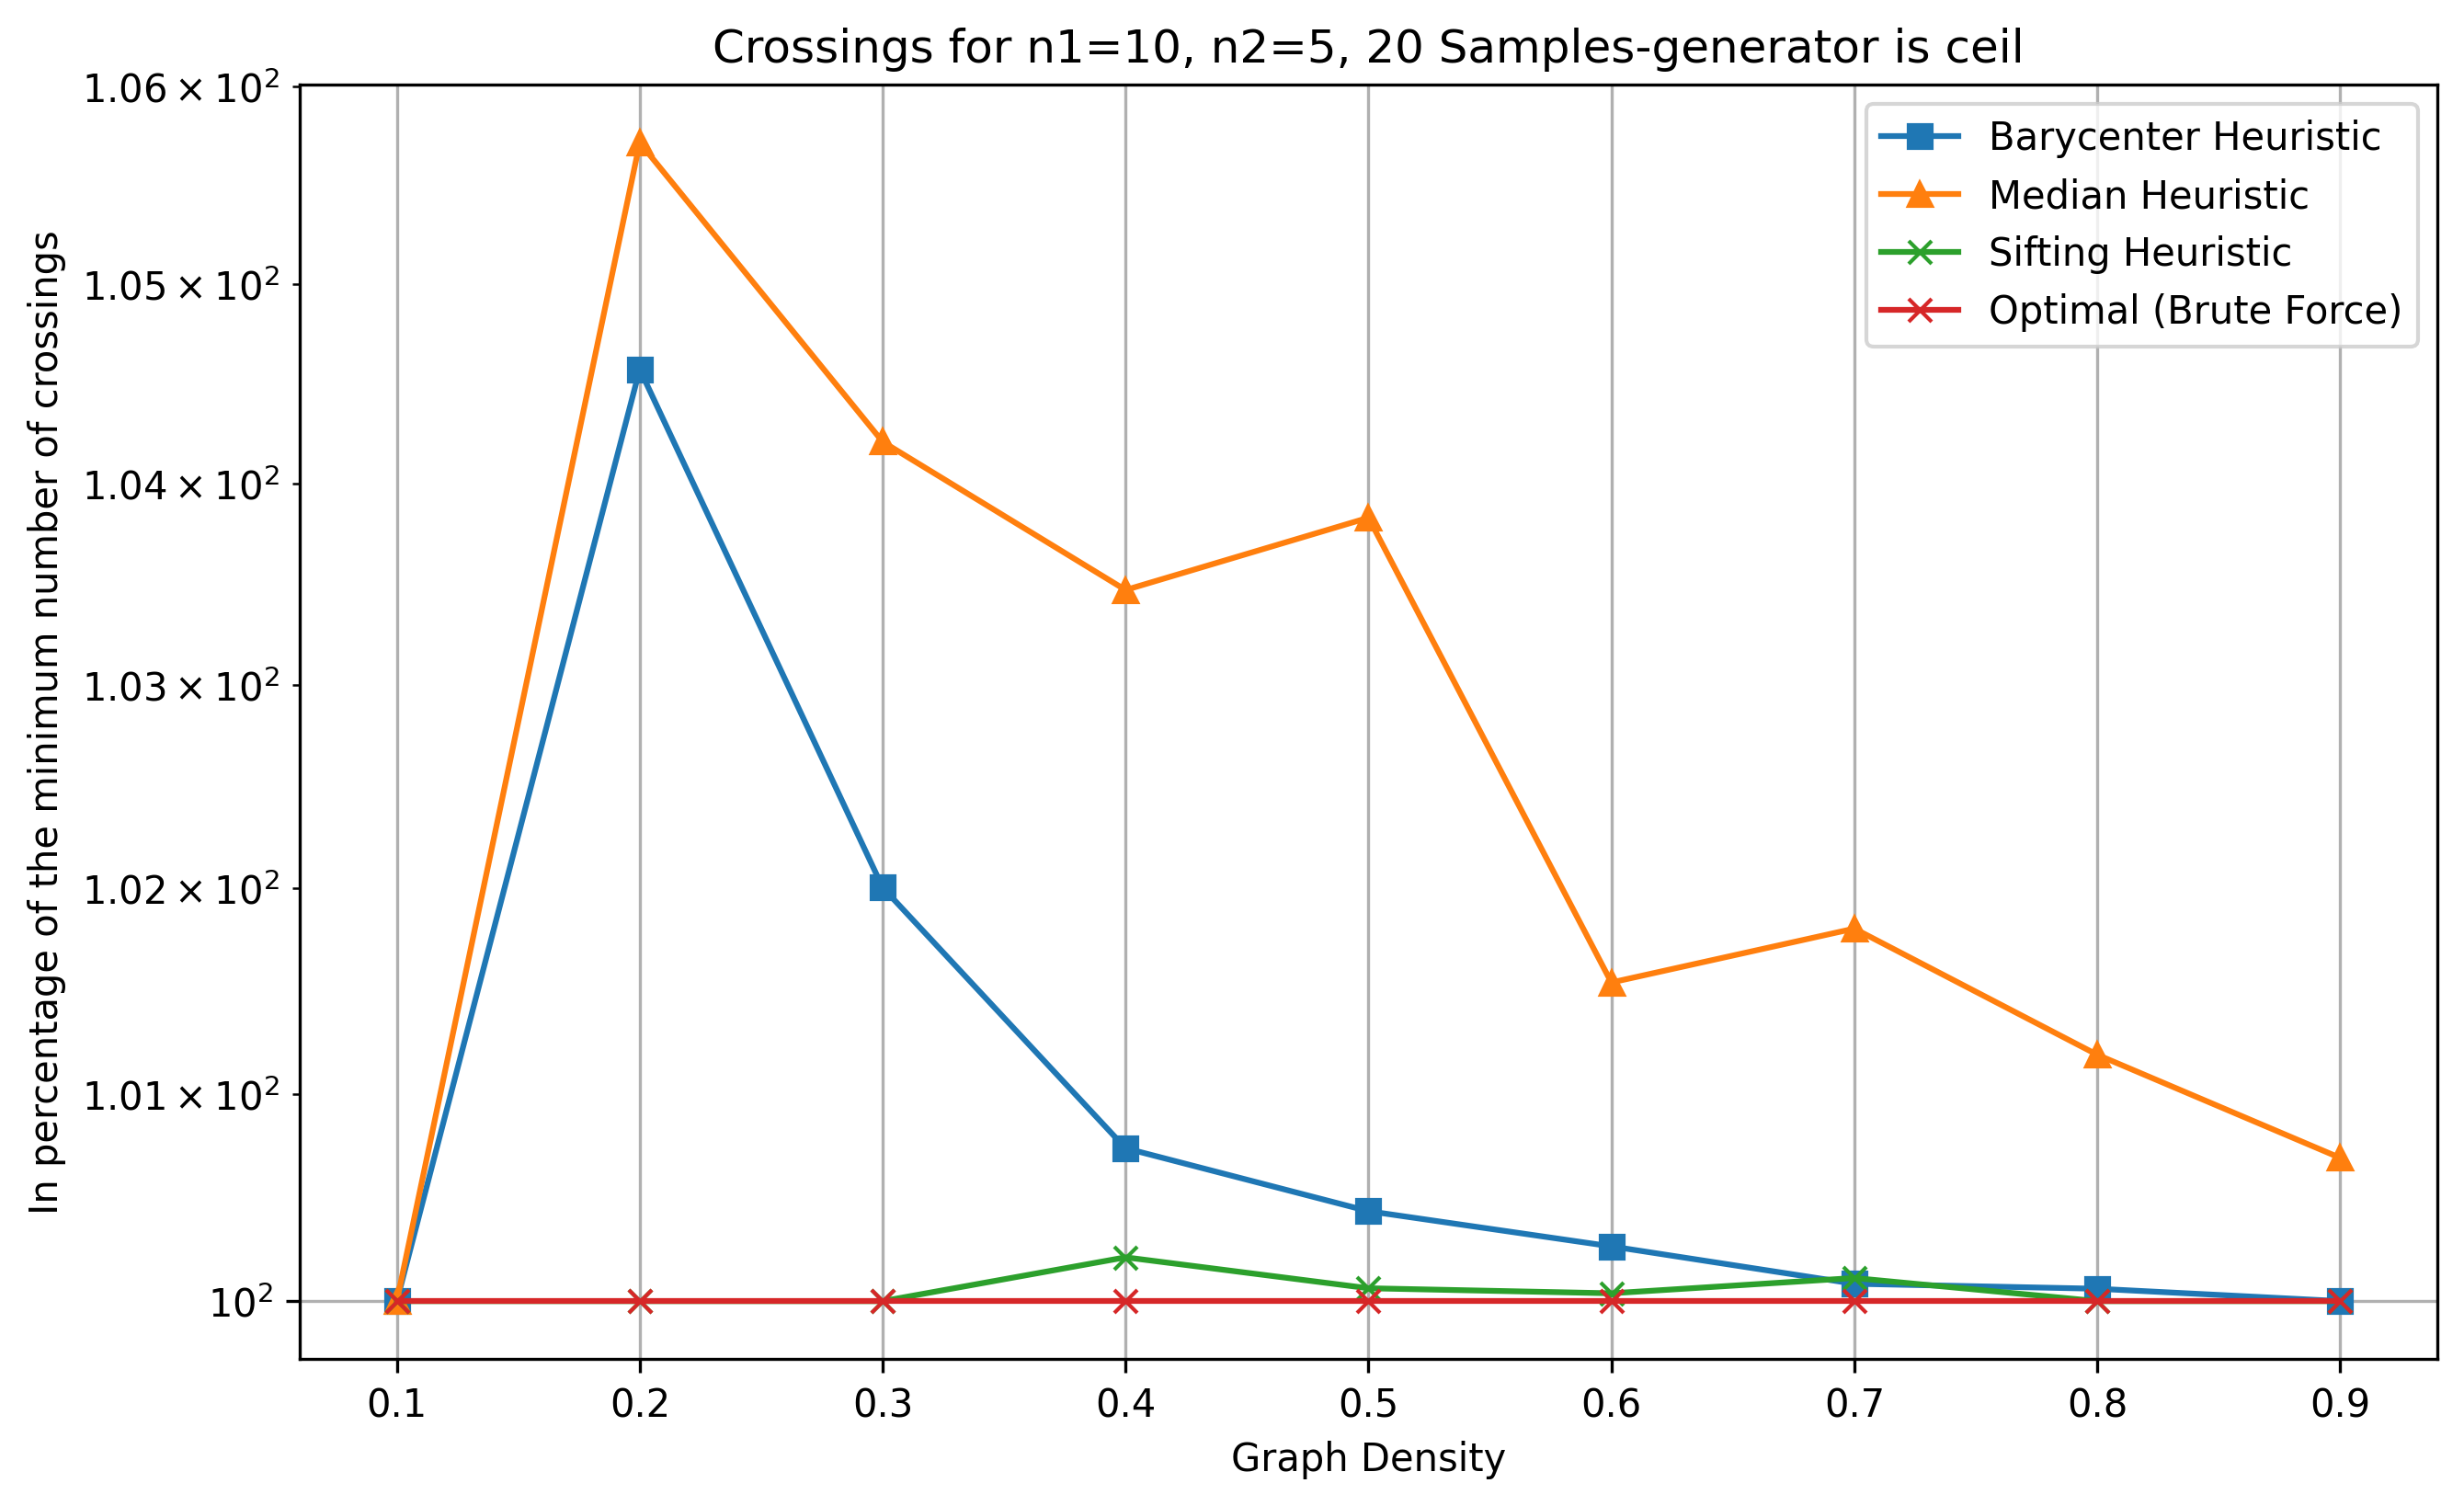 Crossings for n1=10, n2=5, 20 Samples-generator is ceil
In percentage of the minimum number of crossings
1.06 × 10²
1.05 × 10²
1.04 × 10²
1.03 × 10²
1.02 × 10²
1.01 × 10²
10²
Barycenter Heuristic
Median Heuristic
Sifting Heuristic
Optimal (Brute Force)
0.1 0.2 0.3 0.4 0.5 0.6 0.7 0.8 0.9
Graph Density